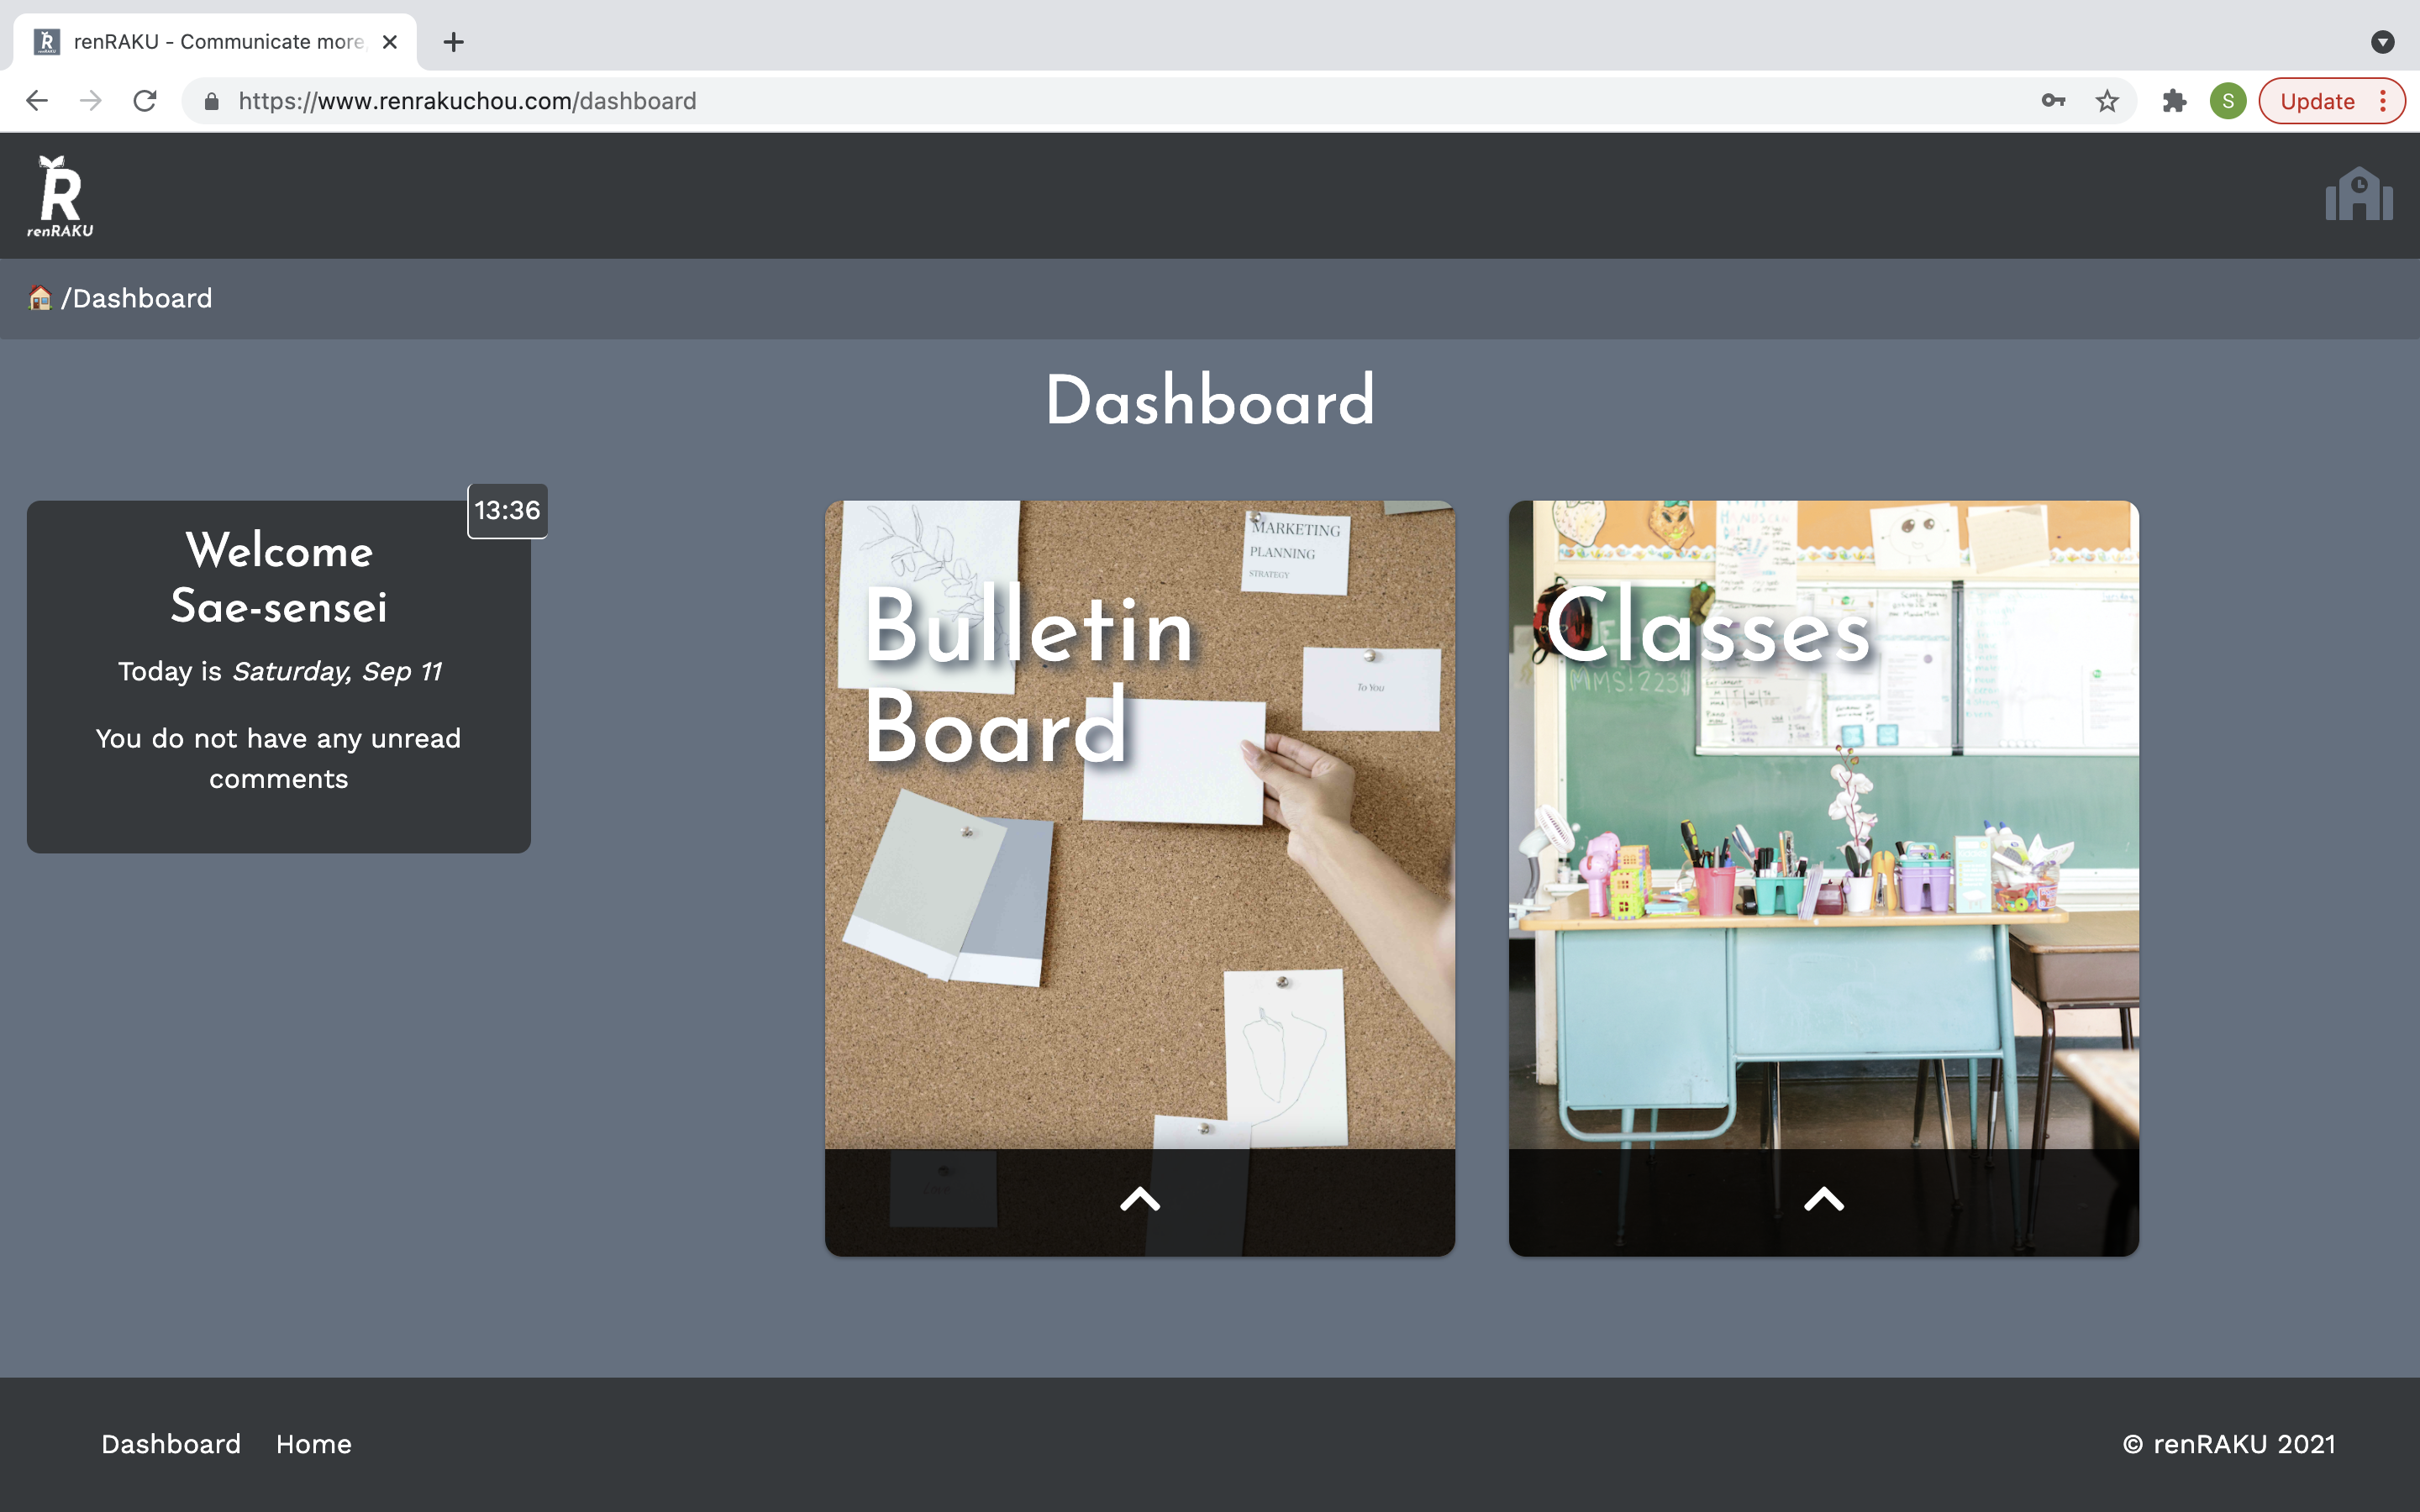 renRAKU - Communicate more,
https://www.renrakuchou.com/dashboard
S
Update
R
renRAKU
/Dashboard
Dashboard
13:36
Welcome
Sae-sensei
Today is Saturday, Sep 11
You do not have any unread
comments
MARKETING
PLANNING
STRATEGY
Bulletin
Board
To You
Classes
Dashboard Home
© renRAKU 2021